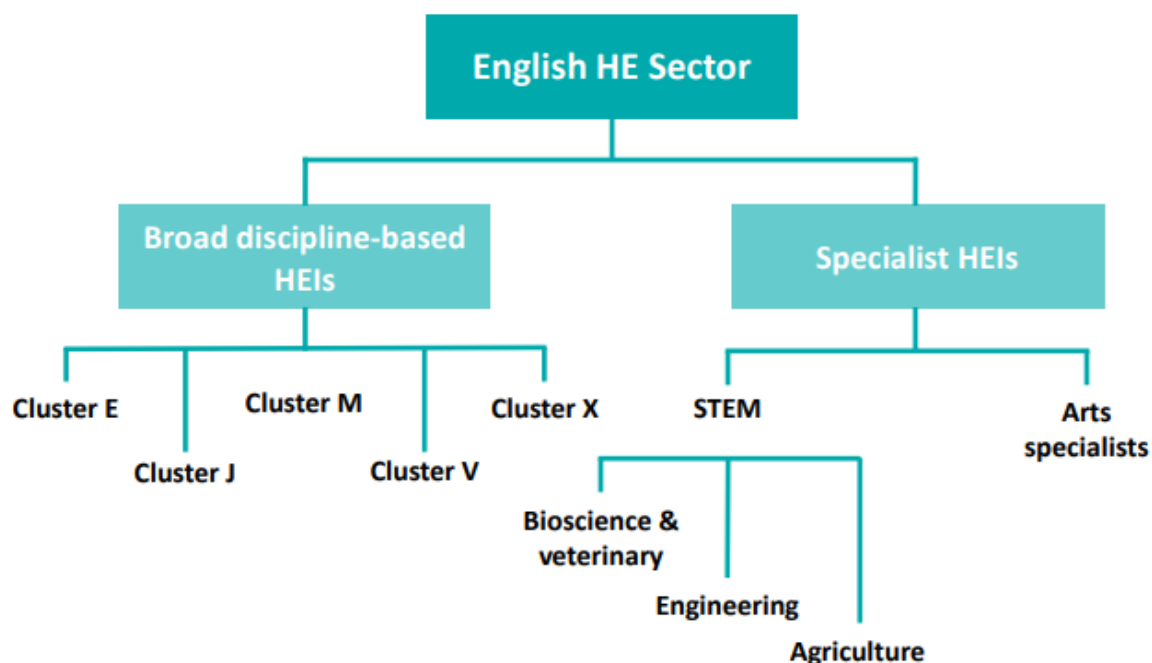 English HE Sector
Broad discipline-based
HEIs
Specialist HEIs
Cluster E
Cluster J
Cluster M
Cluster V
Cluster X
STEM
Arts
specialists
Bioscience &
veterinary
Engineering
Agriculture